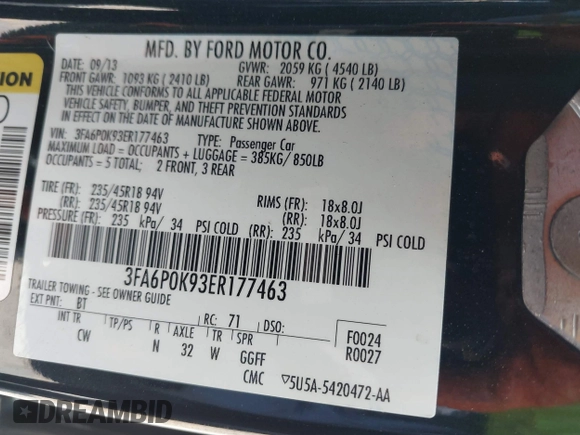 MFD. BY FORD MOTOR CO.
DATE: 09/13 GVWR: 2059 KG ( 4540 LB)
FRONT GAWR: 1093 KG ( 2410 LB) REAR GAWR: 971 KG ( 2140 LB)
THIS VEHICLE CONFORMS TO ALL APPLICABLE FEDERAL MOTOR
VEHICLE SAFETY, BUMPER, AND THEFT PREVENTION STANDARDS
IN EFFECT ON THE DATE OF MANUFACTURE SHOWN ABOVE.
VIN: 3FA6P0K93ER177463 TYPE: Passenger Car
MAXIMUM LOAD = OCCUPANTS + LUGGAGE = 385KG/ 850LB
OCCUPANTS = 5 TOTAL; 2 FRONT, 3 REAR
TIRE (FR): 235/45R18 94V RIMS (FR): 18x8.0J
(RR): 235/45R18 94V (RR): 18x8.0J
PRESSURE (FR): 235 kPa/ 34 PSI COLD (RR): 235 kPa/ 34 PSI COLD
3FA6P0K93ER177463
TRAILER TOWING - SEE OWNER GUIDE
EXT PNT: BT RC: 71 DSO:
INT TR TP/PS R AXLE TR SPR F0024
CW N 32 W GGFF R0027
CMC ▽5U5A-5420472-AA
DREAMBID